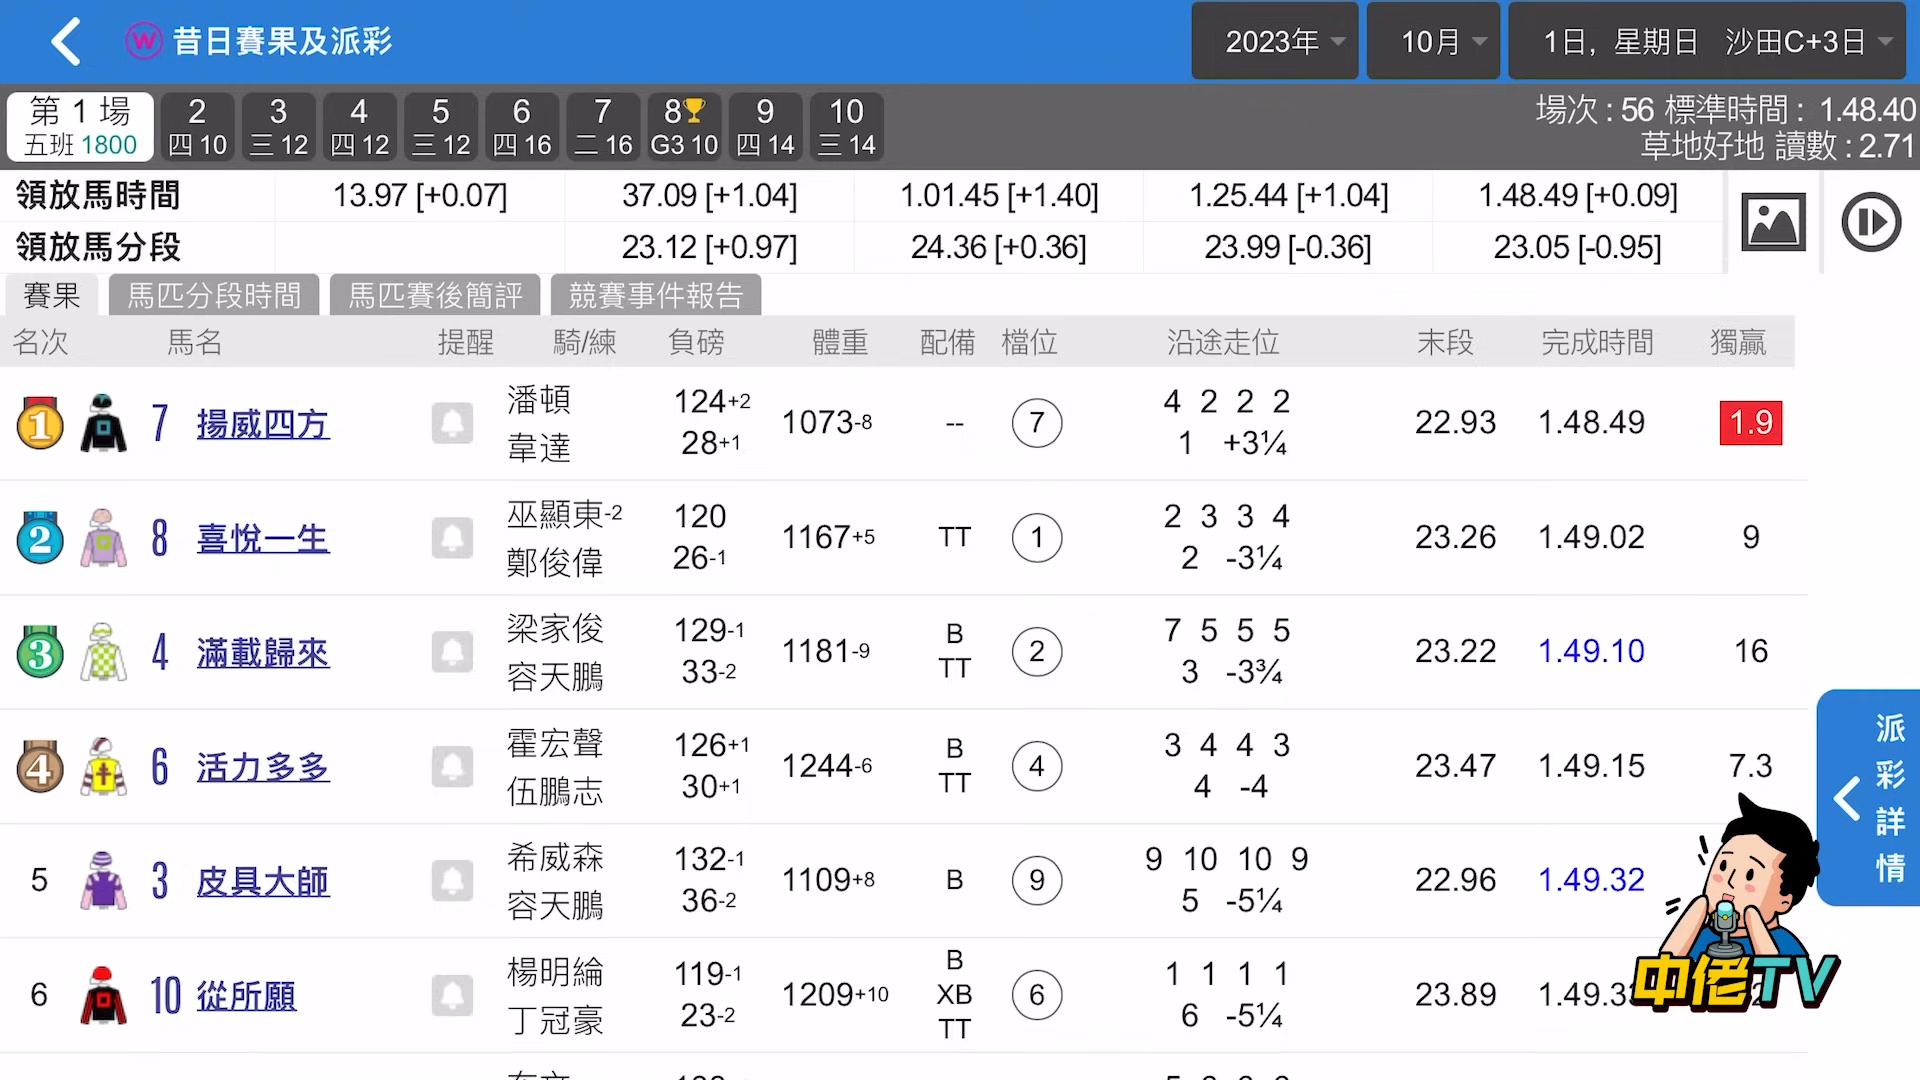 昔日賽果及派彩
2023年 10月 1日, 星期日 沙田C+3日
第 1 場 2 3 4 5 6 7 8 9 10
五班 1800 四 10 三 12 四 12 三 12 四 16 二 16 G3 10 四 14 三 14
場次 : 56 標準時間 : 1.48.40
草地好地 讀數 : 2.71
領放馬時間 13.97 [+0.07] 37.09 [+1.04] 1.01.45 [+1.40] 1.25.44 [+1.04] 1.48.49 [+0.09]
領放馬分段 23.12 [+0.97] 24.36 [+0.36] 23.99 [-0.36] 23.05 [-0.95]
賽果 馬匹分段時間 馬匹賽後簡評 競賽事件報告
名次 馬名 提醒 騎/練 負磅 體重 配備 檔位 沿途走位 末段 完成時間 獨贏
潘頓 124+2 4 2 2 2
1 7 揚威四方 1073-8 -- 7 22.93 1.48.49 1.9
韋達 28+1 1 +3¼
巫顯東-2 120 2 3 3 4
2 8 喜悅一生 1167+5 TT 1 23.26 1.49.02 9
鄭俊偉 26-1 2 -3¼
梁家俊 129-1 B 7 5 5 5
3 4 滿載歸來 1181-9 2 23.22 1.49.10 16
容天鵬 33-2 TT 3 -3¾
霍宏聲 126+1 B 3 4 4 3
4 6 活力多多 1244-6 4 23.47 1.49.15 7.3
伍鵬志 30+1 TT 4 -4
希威森 132-1 9 10 10 9
5 3 皮具大師 1109+8 B 9 22.96 1.49.32
容天鵬 36-2 5 -5¼
楊明綸 119-1 B 1 1 1 1
6 10 從所願 1209+10 XB 6 23.89 1.49.3
丁冠豪 23-2 TT 6 -5¼
派彩詳情
中佬TV